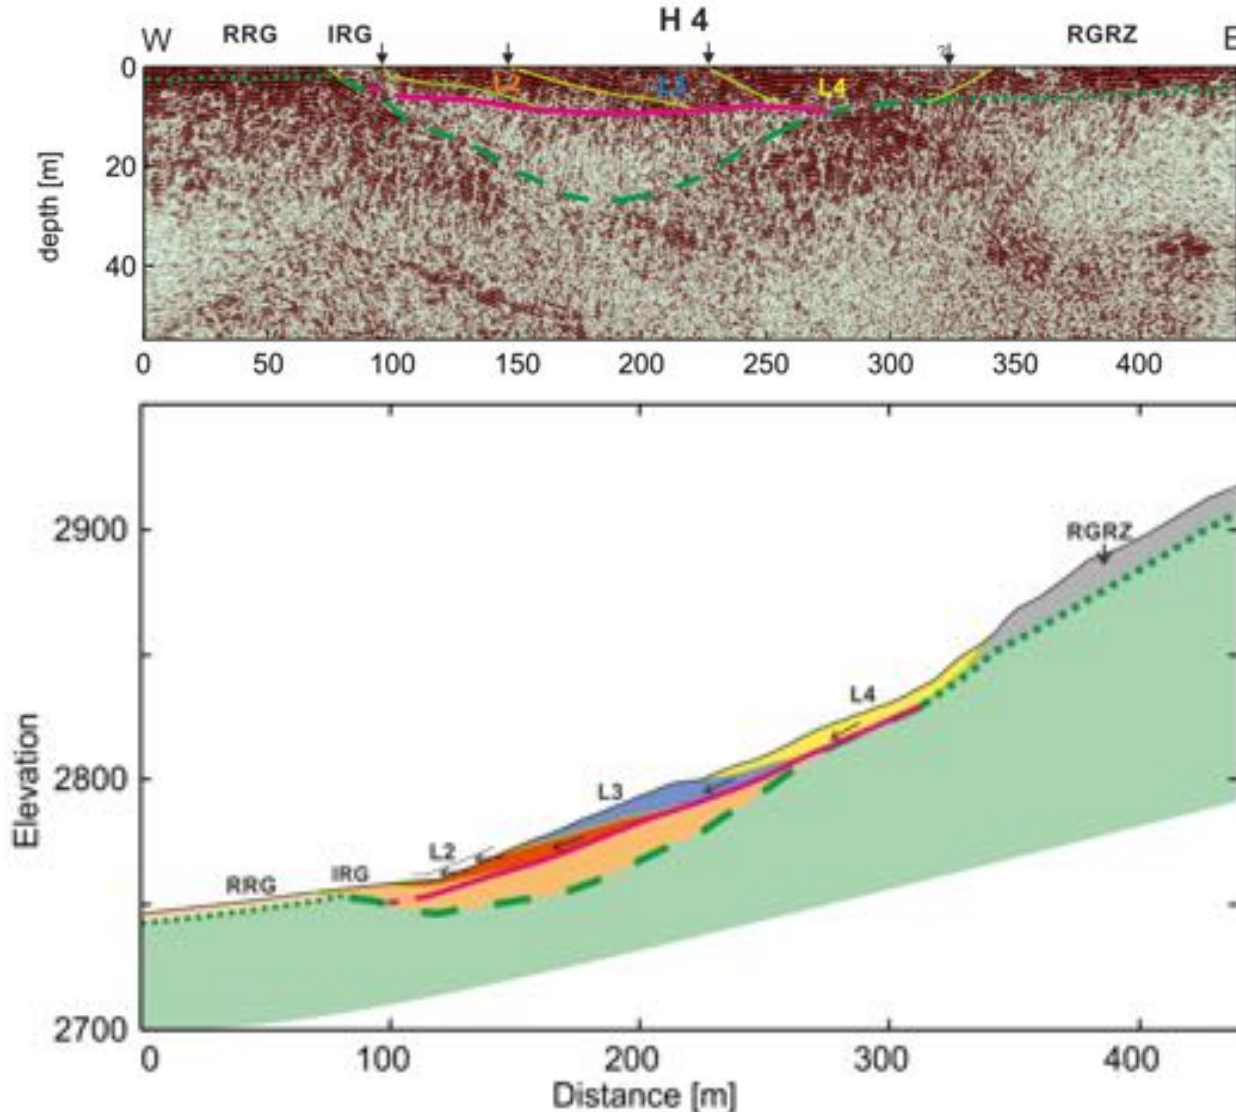 H 4
W RRG IRG RGRZ E
0
L2 L3 L4
20
40
depth [m]
0 50 100 150 200 250 300 350 400
2900
RGRZ
L4
2800
L3
L2
IRG
RRG
Elevation
2700
0 100 200 300 400
Distance [m]